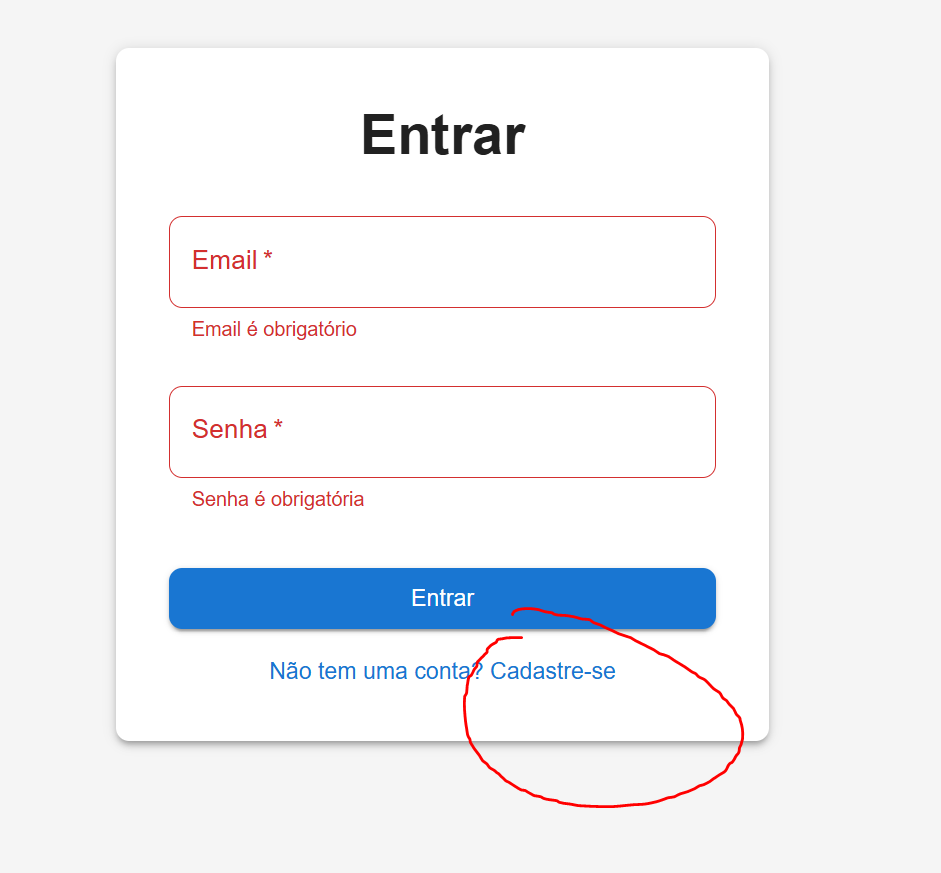 Entrar
Email *
Email é obrigatório
Senha *
Senha é obrigatória
Entrar
Não tem uma conta? Cadastre-se